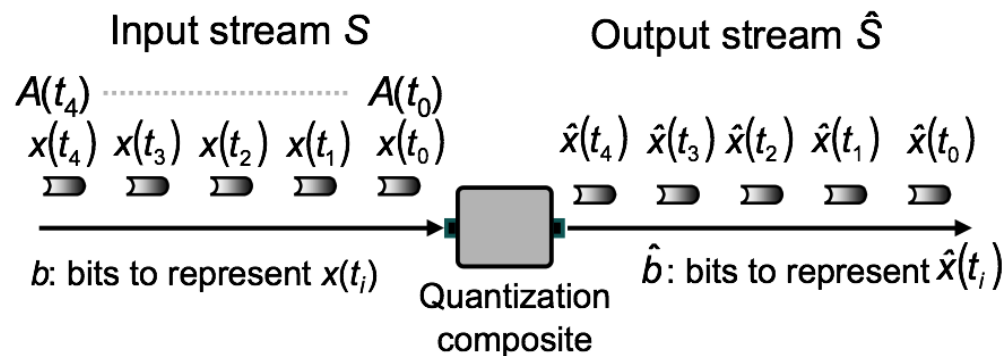 Input stream S
Output stream Ŝ
A(t₄) A(t₀)
x(t₄) x(t₃) x(t₂) x(t₁) x(t₀)
x̂(t₄) x̂(t₃) x̂(t₂) x̂(t₁) x̂(t₀)
b: bits to represent x(tᵢ)
b̂: bits to represent x̂(tᵢ)
Quantization
composite